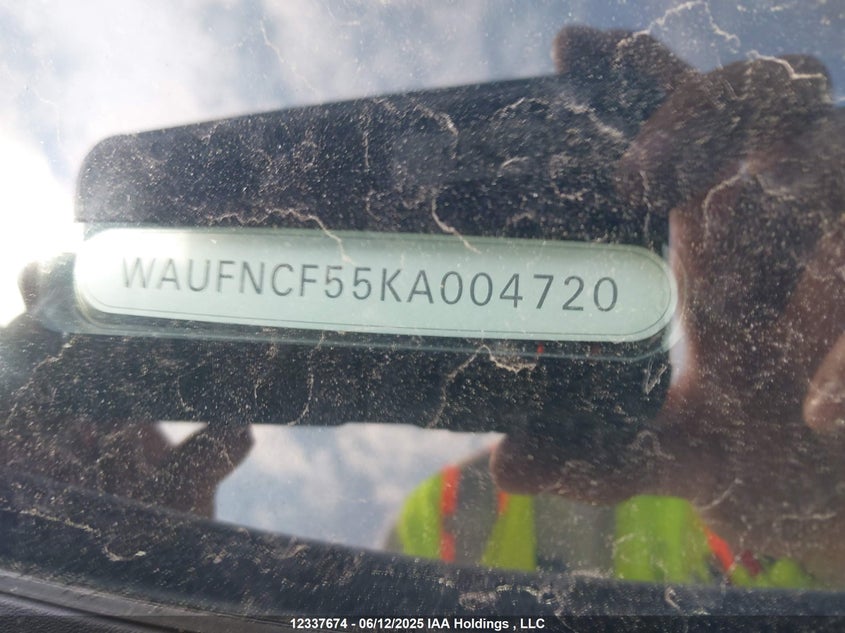 WAUFNCF55KA004720
12337674 - 06/12/2025 IAA Holdings , LLC